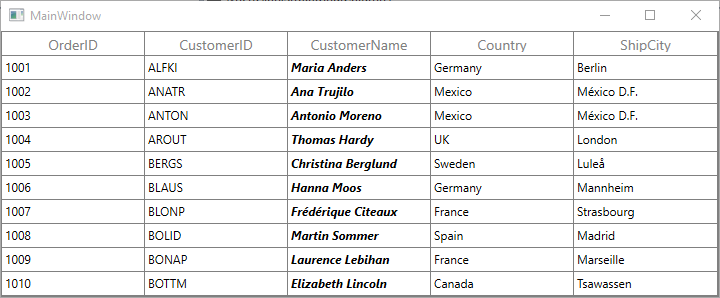 MainWindow
OrderID CustomerID CustomerName Country ShipCity
1001 ALFKI Maria Anders Germany Berlin
1002 ANATR Ana Trujilo Mexico México D.F.
1003 ANTON Antonio Moreno Mexico México D.F.
1004 AROUT Thomas Hardy UK London
1005 BERGS Christina Berglund Sweden Luleå
1006 BLAUS Hanna Moos Germany Mannheim
1007 BLONP Frédérique Citeaux France Strasbourg
1008 BOLID Martin Sommer Spain Madrid
1009 BONAP Laurence Lebihan France Marseille
1010 BOTTM Elizabeth Lincoln Canada Tsawassen